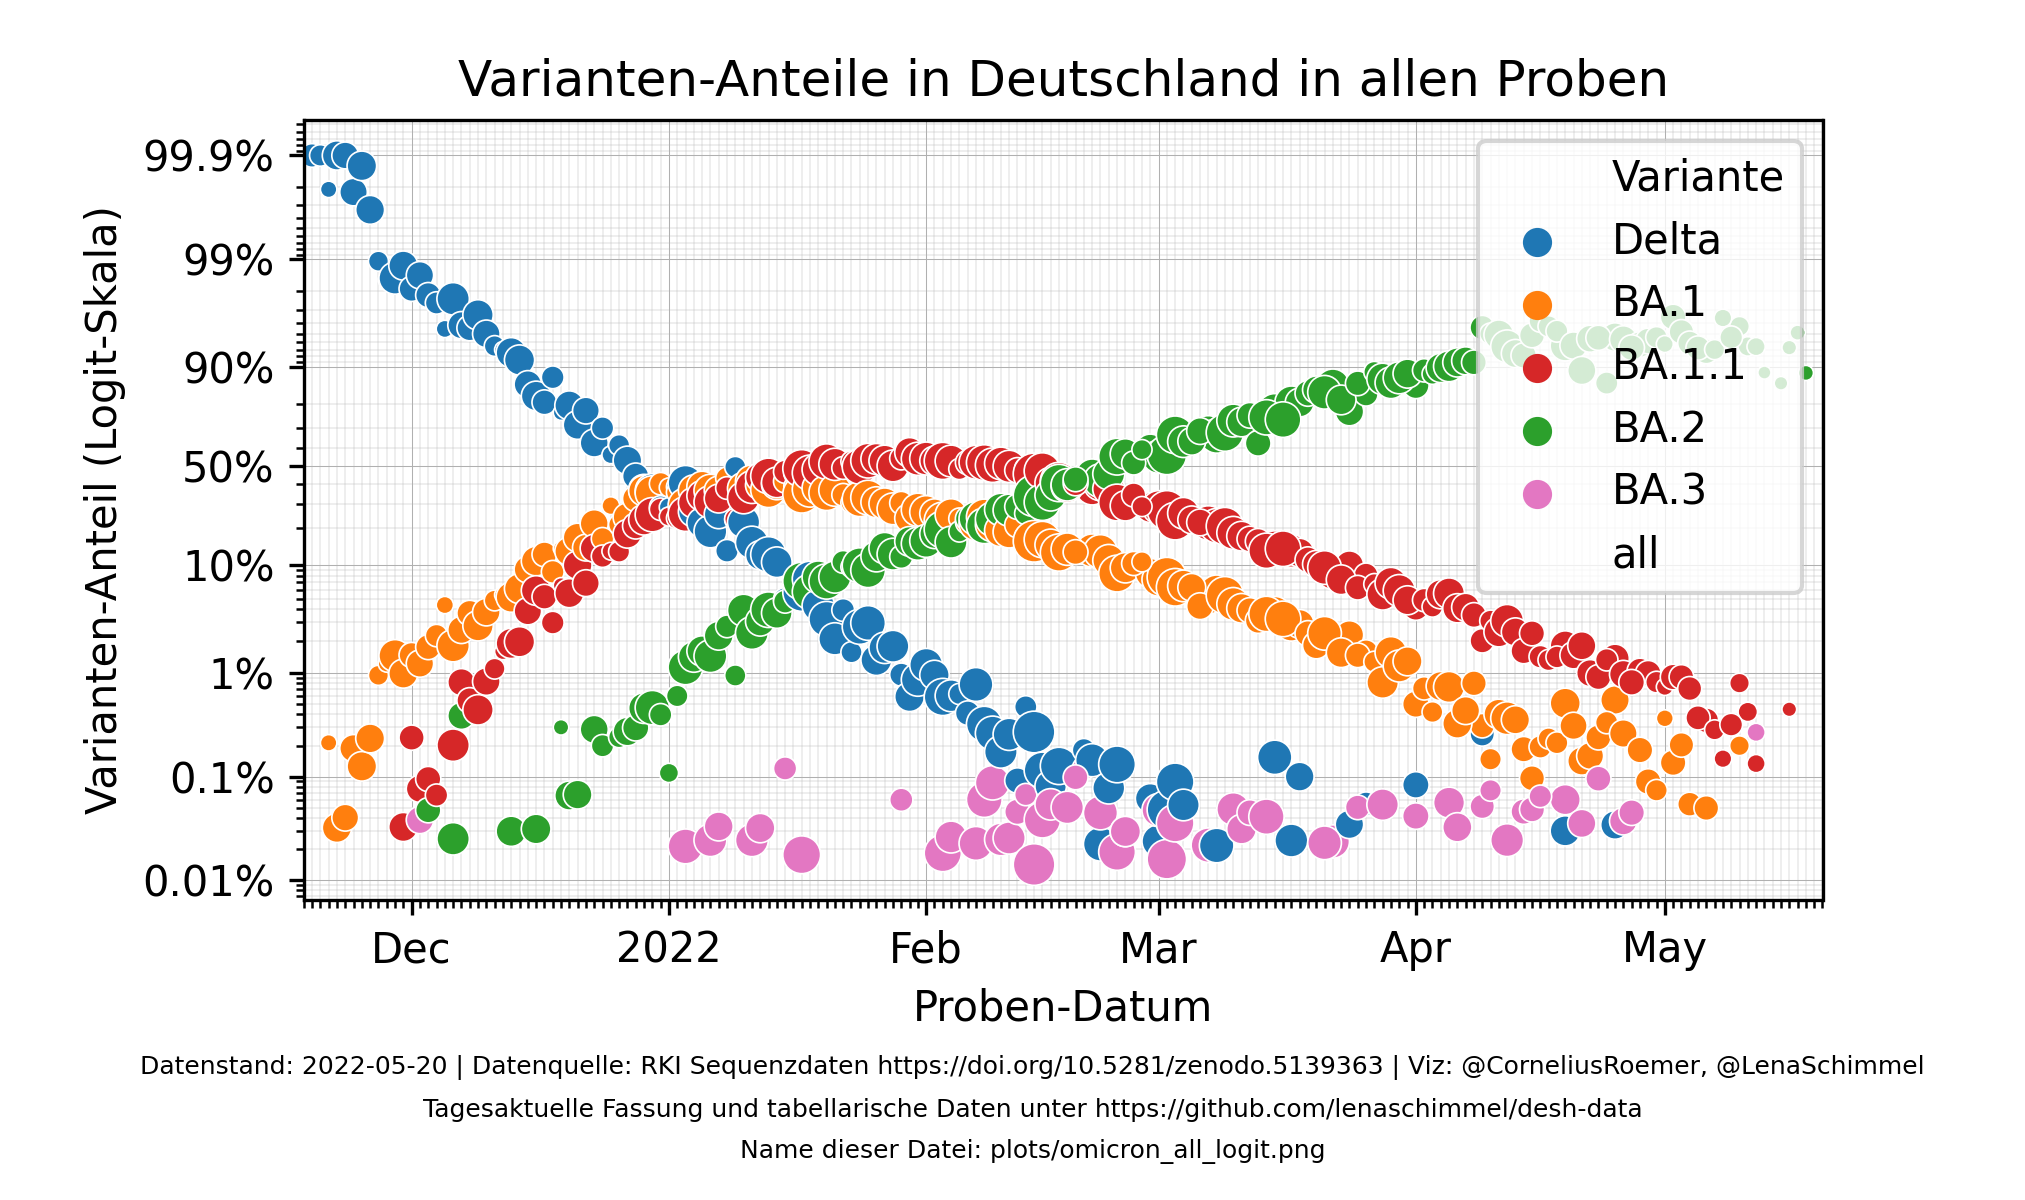 Varianten-Anteile in Deutschland in allen Proben
Varianten-Anteil (Logit-Skala)
99.9%
99%
90%
50%
10%
1%
0.1%
0.01%
Variante
Delta
BA.1
BA.1.1
BA.2
BA.3
all
Dec 2022 Feb Mar Apr May
Proben-Datum
Datenstand: 2022-05-20 | Datenquelle: RKI Sequenzdaten https://doi.org/10.5281/zenodo.5139363 | Viz: @CorneliusRoemer, @LenaSchimmel
Tagesaktuelle Fassung und tabellarische Daten unter https://github.com/lenaschimmel/desh-data
Name dieser Datei: plots/omicron_all_logit.png